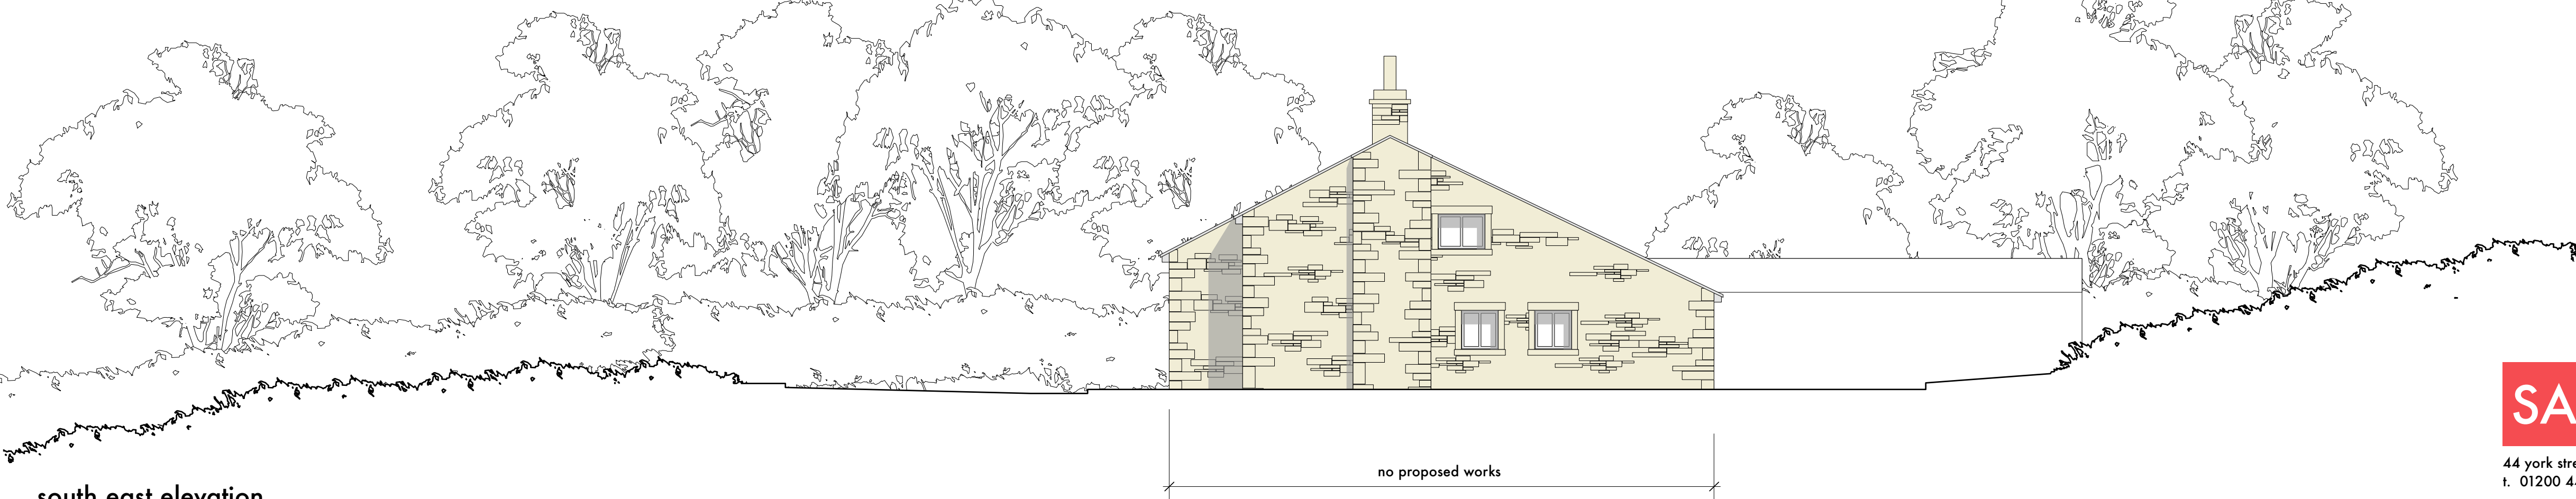 no proposed works
south east elevation
SA
44 york stre
t. 01200 4